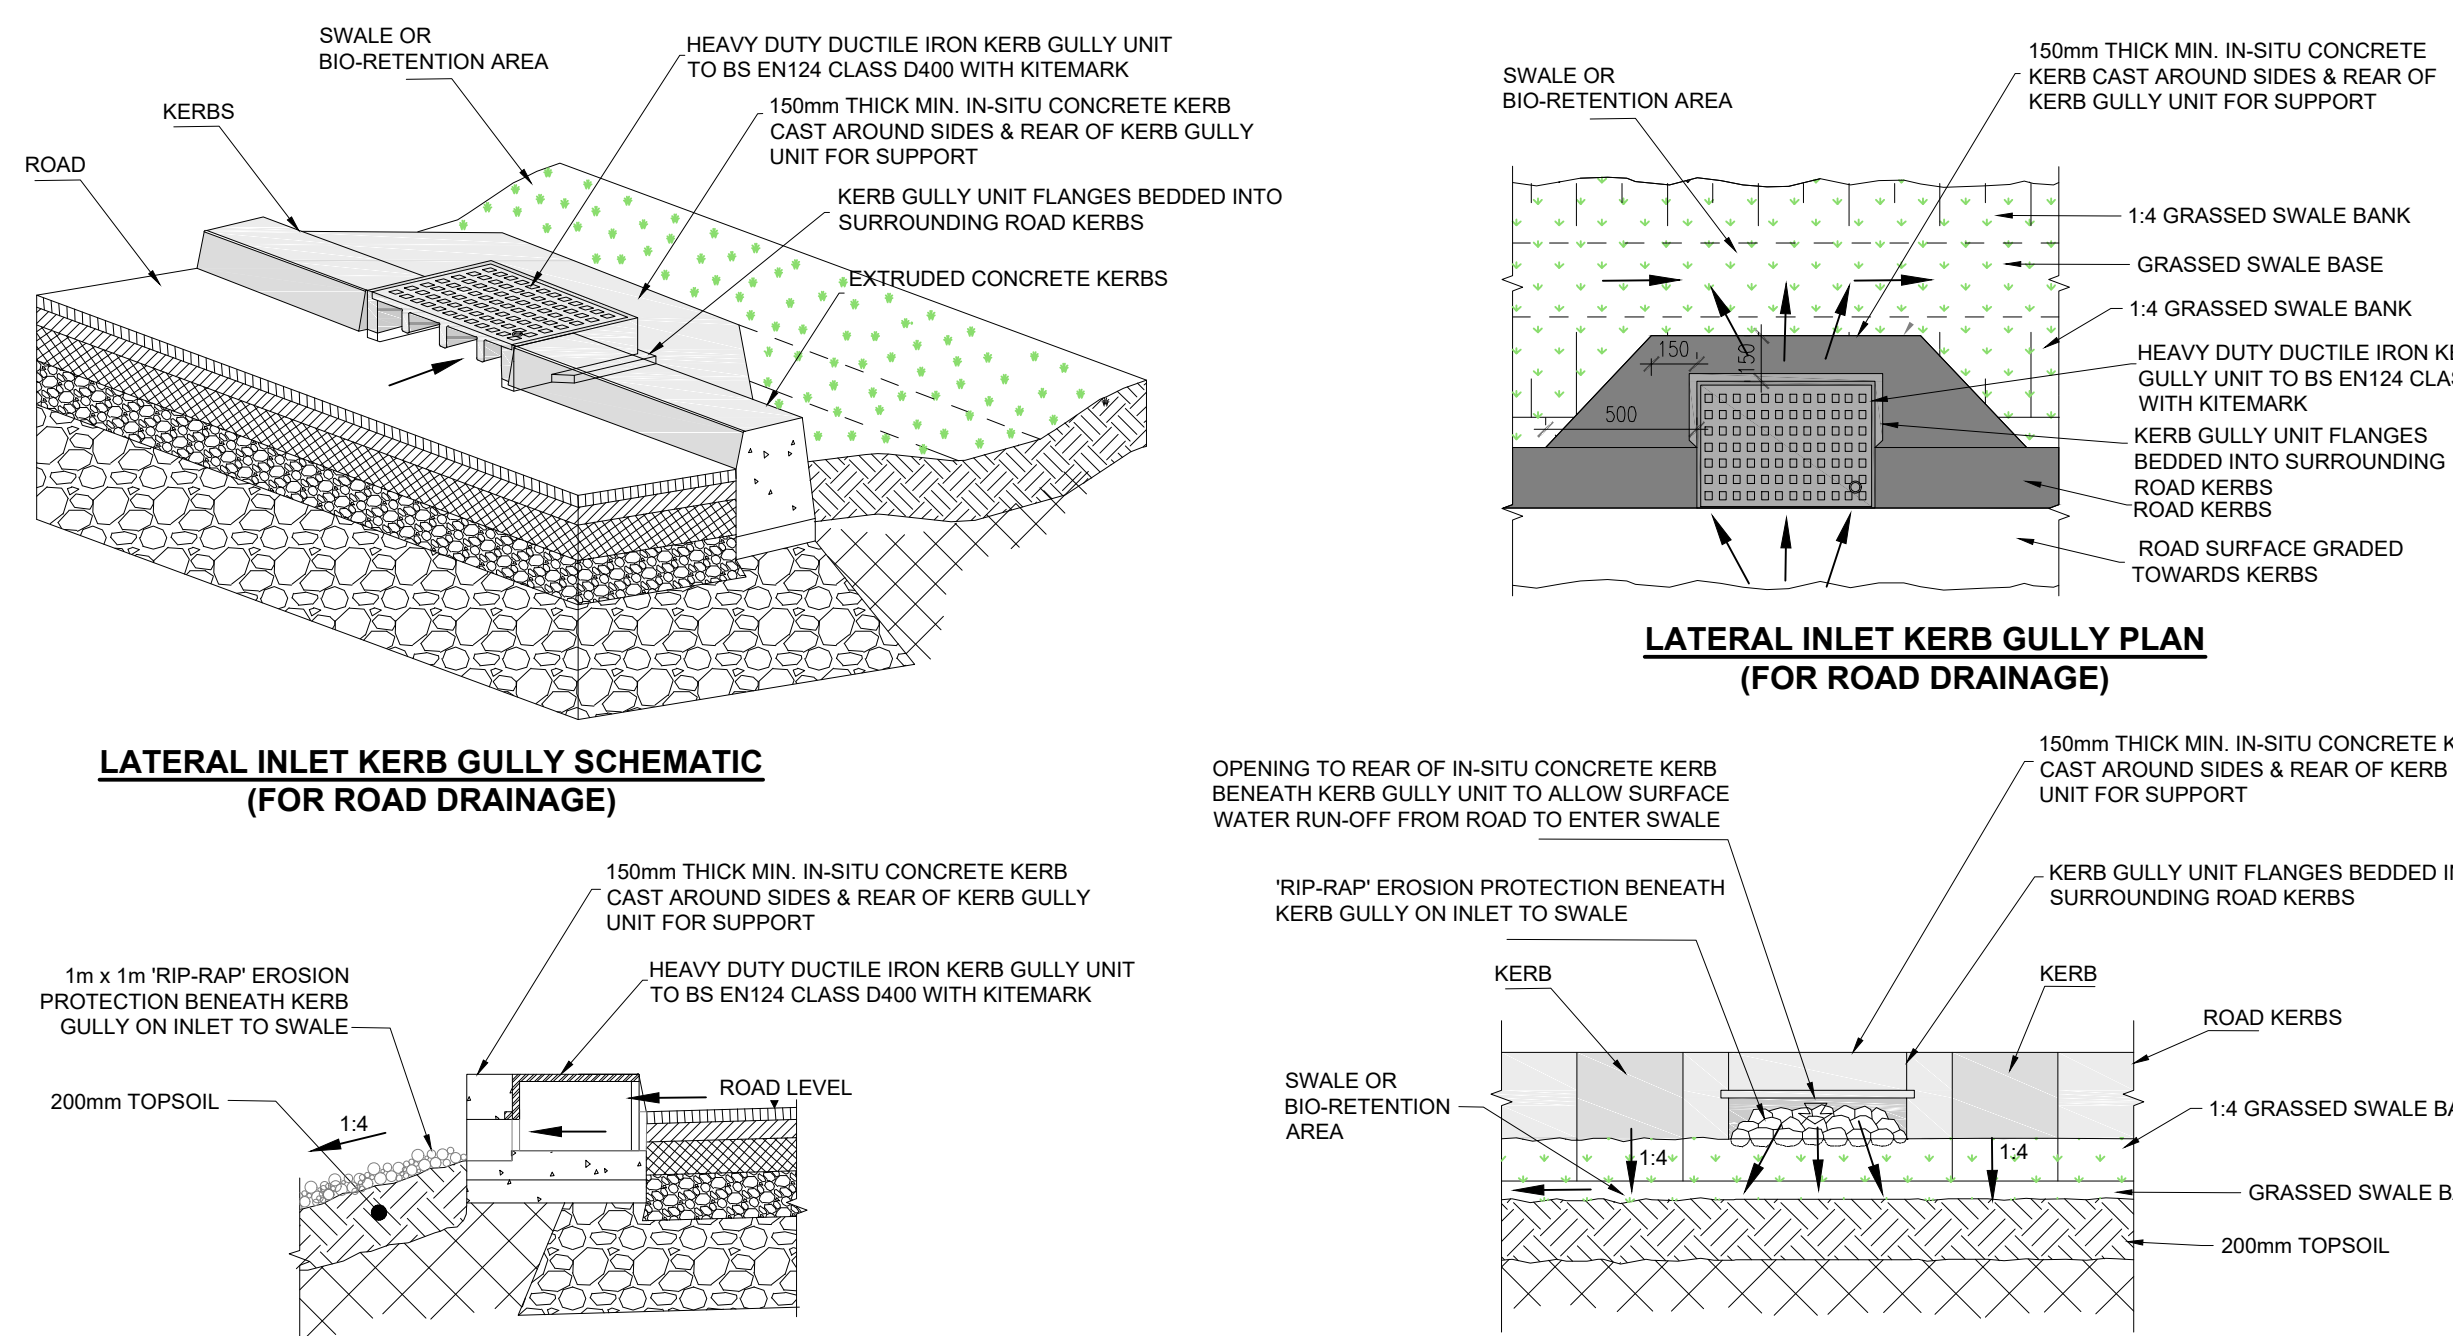 SWALE OR
BIO-RETENTION AREA
HEAVY DUTY DUCTILE IRON KERB GULLY UNIT
TO BS EN124 CLASS D400 WITH KITEMARK
KERBS
150mm THICK MIN. IN-SITU CONCRETE KERB
CAST AROUND SIDES & REAR OF KERB GULLY
UNIT FOR SUPPORT
ROAD
KERB GULLY UNIT FLANGES BEDDED INTO
SURROUNDING ROAD KERBS
EXTRUDED CONCRETE KERBS
LATERAL INLET KERB GULLY SCHEMATIC
(FOR ROAD DRAINAGE)
SWALE OR
BIO-RETENTION AREA
150mm THICK MIN. IN-SITU CONCRETE
KERB CAST AROUND SIDES & REAR OF
KERB GULLY UNIT FOR SUPPORT
1:4 GRASSED SWALE BANK
GRASSED SWALE BASE
1:4 GRASSED SWALE BANK
150
150
500
HEAVY DUTY DUCTILE IRON KE
GULLY UNIT TO BS EN124 CLAS
WITH KITEMARK
KERB GULLY UNIT FLANGES
BEDDED INTO SURROUNDING
ROAD KERBS
ROAD KERBS
ROAD SURFACE GRADED
TOWARDS KERBS
LATERAL INLET KERB GULLY PLAN
(FOR ROAD DRAINAGE)
150mm THICK MIN. IN-SITU CONCRETE KERB
CAST AROUND SIDES & REAR OF KERB GULLY
UNIT FOR SUPPORT
HEAVY DUTY DUCTILE IRON KERB GULLY UNIT
TO BS EN124 CLASS D400 WITH KITEMARK
1m x 1m 'RIP-RAP' EROSION
PROTECTION BENEATH KERB
GULLY ON INLET TO SWALE
200mm TOPSOIL
1:4
ROAD LEVEL
OPENING TO REAR OF IN-SITU CONCRETE KERB
BENEATH KERB GULLY UNIT TO ALLOW SURFACE
WATER RUN-OFF FROM ROAD TO ENTER SWALE
150mm THICK MIN. IN-SITU CONCRETE K
CAST AROUND SIDES & REAR OF KERB
UNIT FOR SUPPORT
'RIP-RAP' EROSION PROTECTION BENEATH
KERB GULLY ON INLET TO SWALE
KERB GULLY UNIT FLANGES BEDDED IN
SURROUNDING ROAD KERBS
KERB
KERB
ROAD KERBS
SWALE OR
BIO-RETENTION
AREA
1:4 GRASSED SWALE BA
1:4
1:4
GRASSED SWALE BA
200mm TOPSOIL